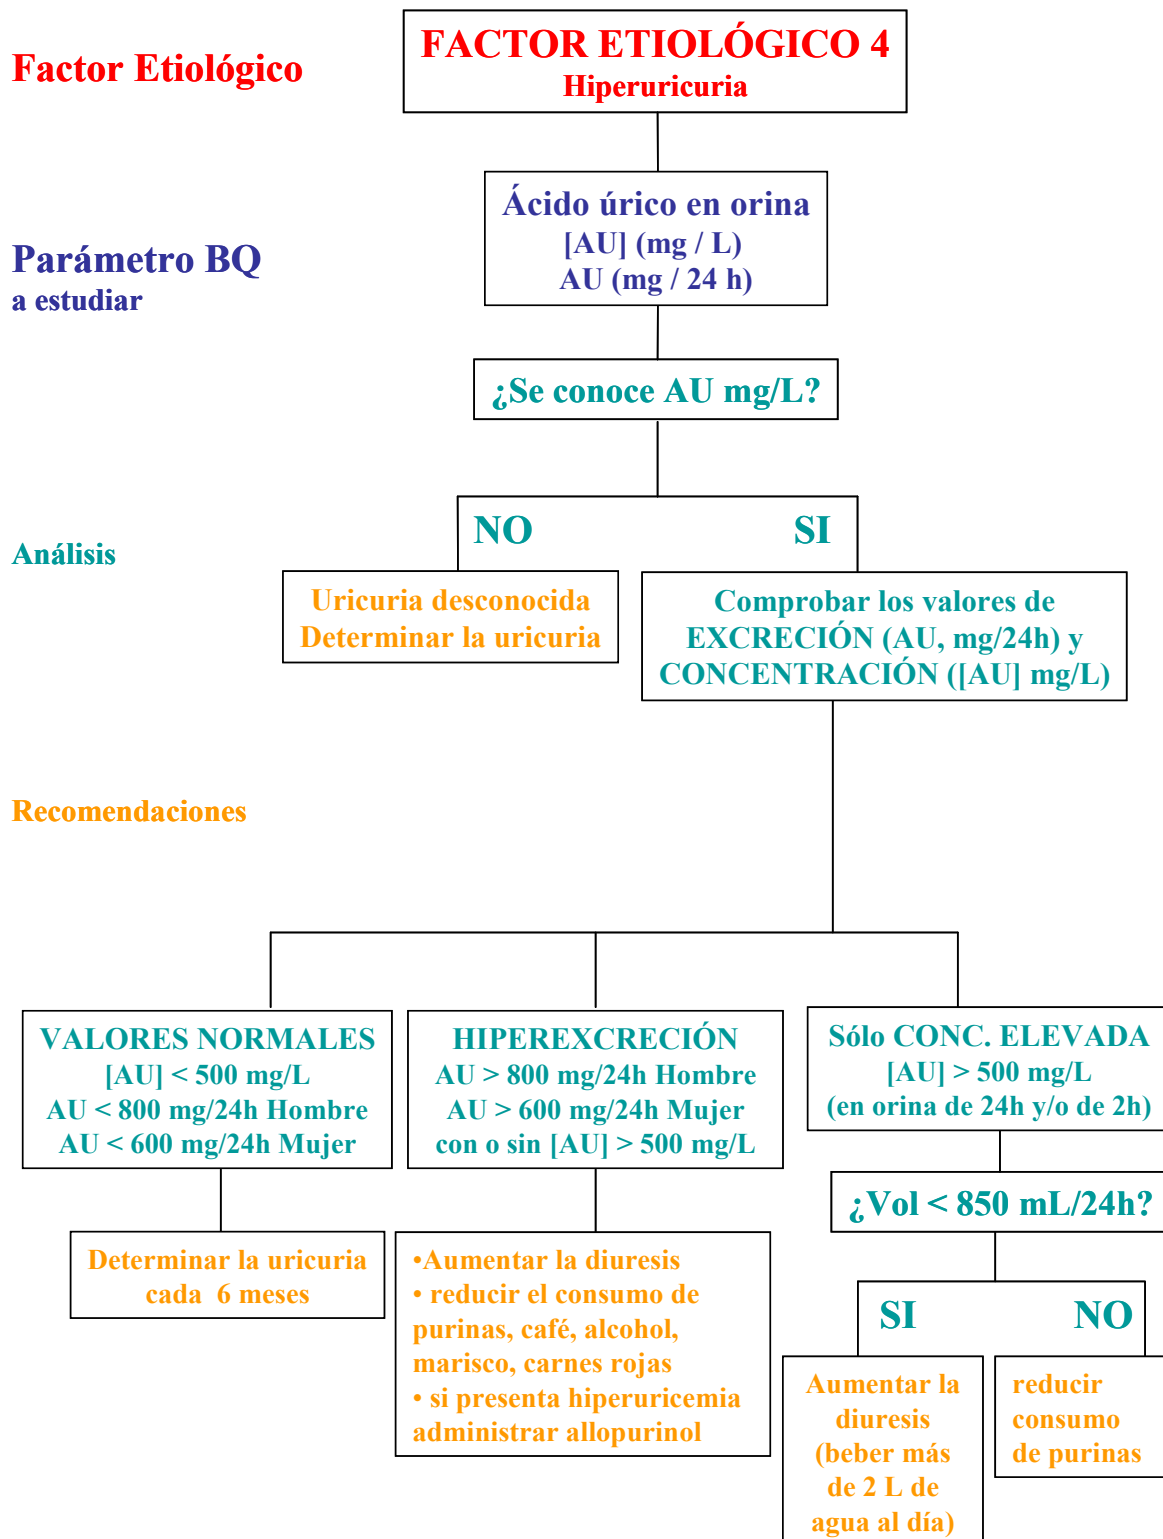 FACTOR ETIOLÓGICO 4
Hiperuricuria
Factor Etiológico
Ácido úrico en orina
[AU] (mg / L)
AU (mg / 24 h)
Parámetro BQ
a estudiar
¿Se conoce AU mg/L?
NO
SI
Análisis
Uricuria desconocida
Determinar la uricuria
Comprobar los valores de
EXCRECIÓN (AU, mg/24h) y
CONCENTRACIÓN ([AU] mg/L)
Recomendaciones
VALORES NORMALES
[AU] < 500 mg/L
AU < 800 mg/24h Hombre
AU < 600 mg/24h Mujer
HIPEREXCRECIÓN
AU > 800 mg/24h Hombre
AU > 600 mg/24h Mujer
con o sin [AU] > 500 mg/L
Sólo CONC. ELEVADA
[AU] > 500 mg/L
(en orina de 24h y/o de 2h)
¿Vol < 850 mL/24h?
Determinar la uricuria
cada 6 meses
•Aumentar la diuresis
• reducir el consumo de
purinas, café, alcohol,
marisco, carnes rojas
• si presenta hiperuricemia
administrar allopurinol
SI
NO
Aumentar la
diuresis
(beber más
de 2 L de
agua al día)
reducir
consumo
de purinas